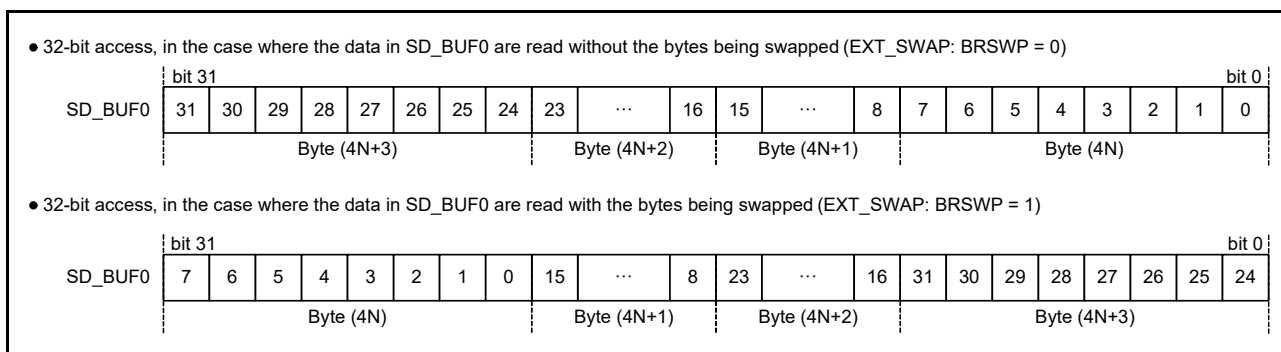 ● 32-bit access, in the case where the data in SD_BUF0 are read without the bytes being swapped (EXT_SWAP: BRSWP = 0)
bit 31 bit 0
SD_BUF0 31 30 29 28 27 26 25 24 23 ... 16 15 ... 8 7 6 5 4 3 2 1 0
Byte (4N+3) Byte (4N+2) Byte (4N+1) Byte (4N)
● 32-bit access, in the case where the data in SD_BUF0 are read with the bytes being swapped (EXT_SWAP: BRSWP = 1)
bit 31 bit 0
SD_BUF0 7 6 5 4 3 2 1 0 15 ... 8 23 ... 16 31 30 29 28 27 26 25 24
Byte (4N) Byte (4N+1) Byte (4N+2) Byte (4N+3)